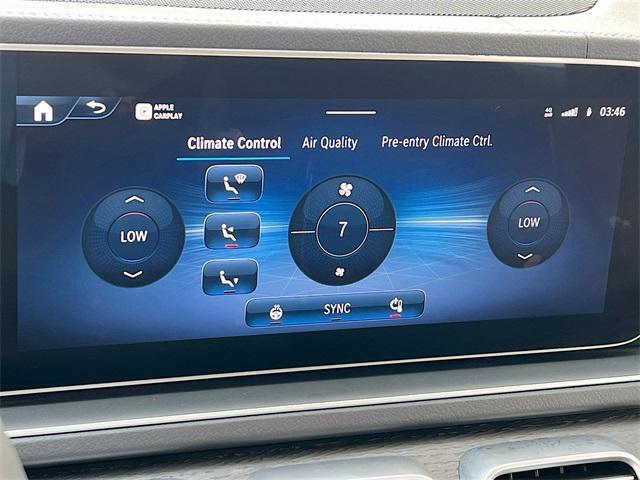 APPLE
CARPLAY
4G
03:46
Climate Control
Air Quality
Pre-entry Climate Ctrl.
LOW
7
LOW
SYNC